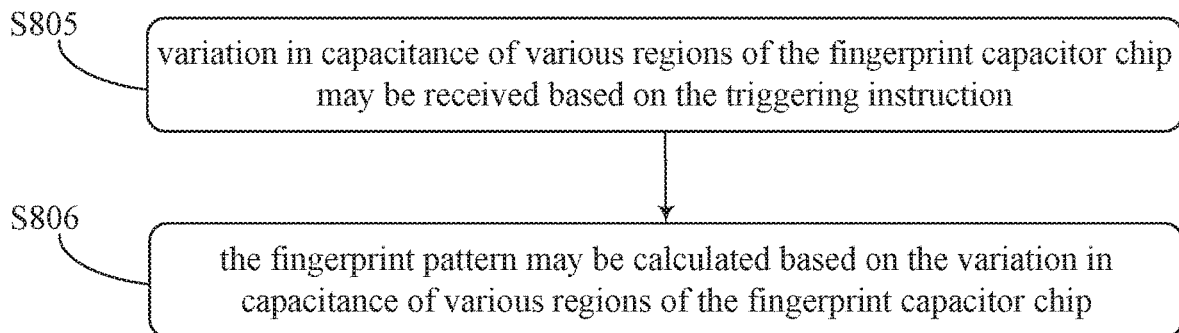 S805
variation in capacitance of various regions of the fingerprint capacitor chip
may be received based on the triggering instruction
S806
the fingerprint pattern may be calculated based on the variation in
capacitance of various regions of the fingerprint capacitor chip